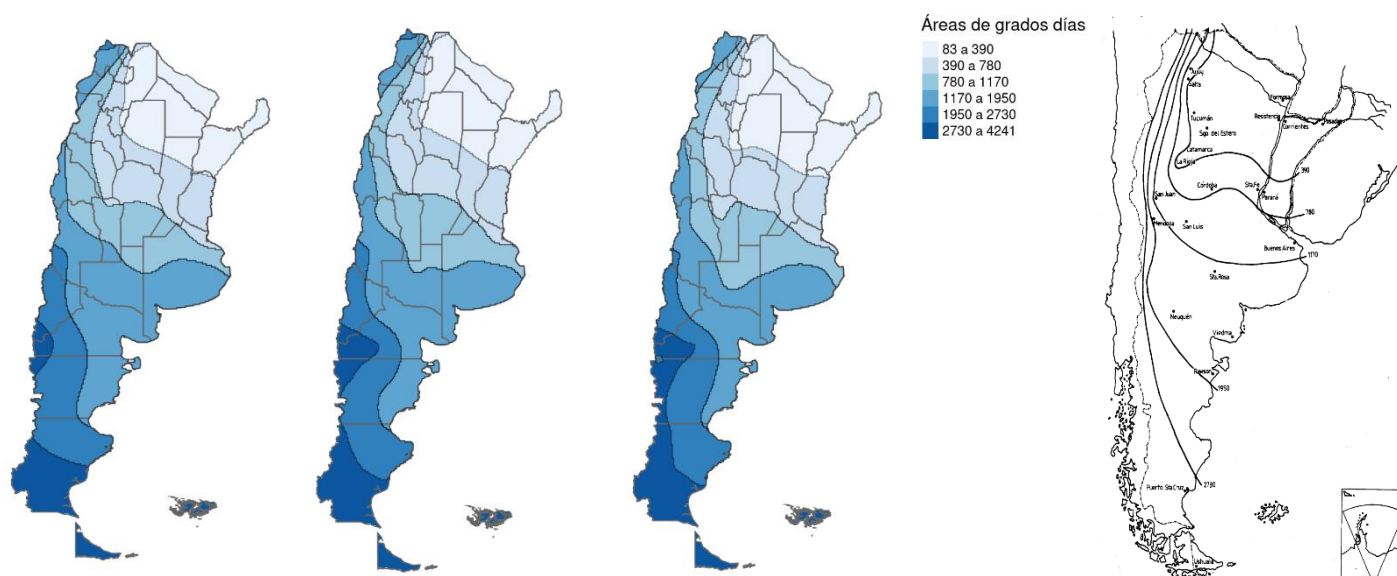 Áreas de grados días
83 a 390
390 a 780
780 a 1170
1170 a 1950
1950 a 2730
2730 a 4241
Jujuy
Salta
Formosa
Tucumán
Resistencia
Corrientes
Posadas
Sgo. del Estero
Catamarca
La Rioja
390
Córdoba
Sta.Fe
San Juan
Paraná
780
Mendoza
San Luis
Buenos Aires
1170
Sta.Rosa
Neuquén
Viedma
Rawson
1950
Puerto Sta Cruz
2730
Ushuaia